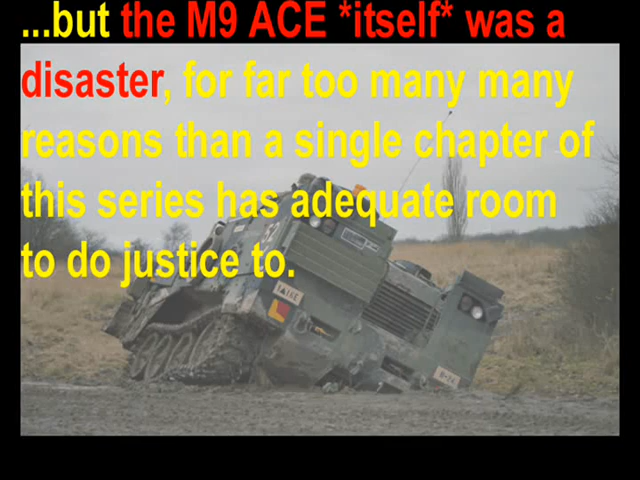 ...but the M9 ACE *itself* was a
disaster, for far too many many
reasons than a single chapter of
this series has adequate room
to do justice to.